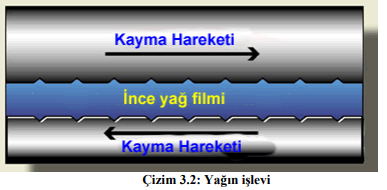 Kayma Hareketi
İnce yağ filmi
Kayma Hareketi
Çizim 3.2: Yağın işlevi